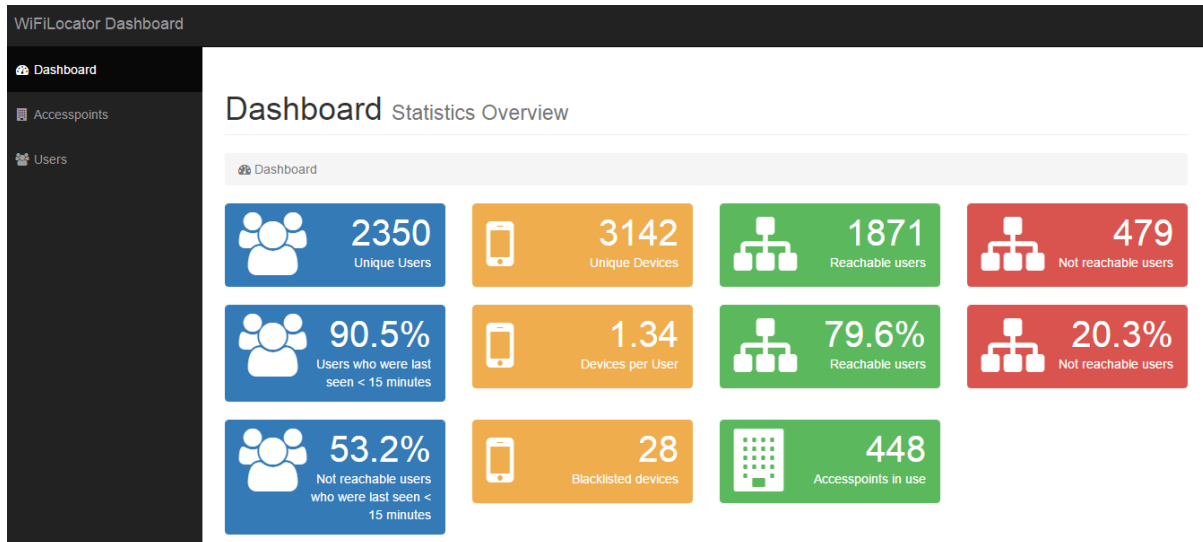 WiFiLocator Dashboard
Dashboard
Accesspoints
Users
Dashboard Statistics Overview
Dashboard
2350
Unique Users
3142
Unique Devices
1871
Reachable users
479
Not reachable users
90.5%
Users who were last
seen < 15 minutes
1.34
Devices per User
79.6%
Reachable users
20.3%
Not reachable users
53.2%
Not reachable users
who were last seen <
15 minutes
28
Blacklisted devices
448
Accesspoints in use